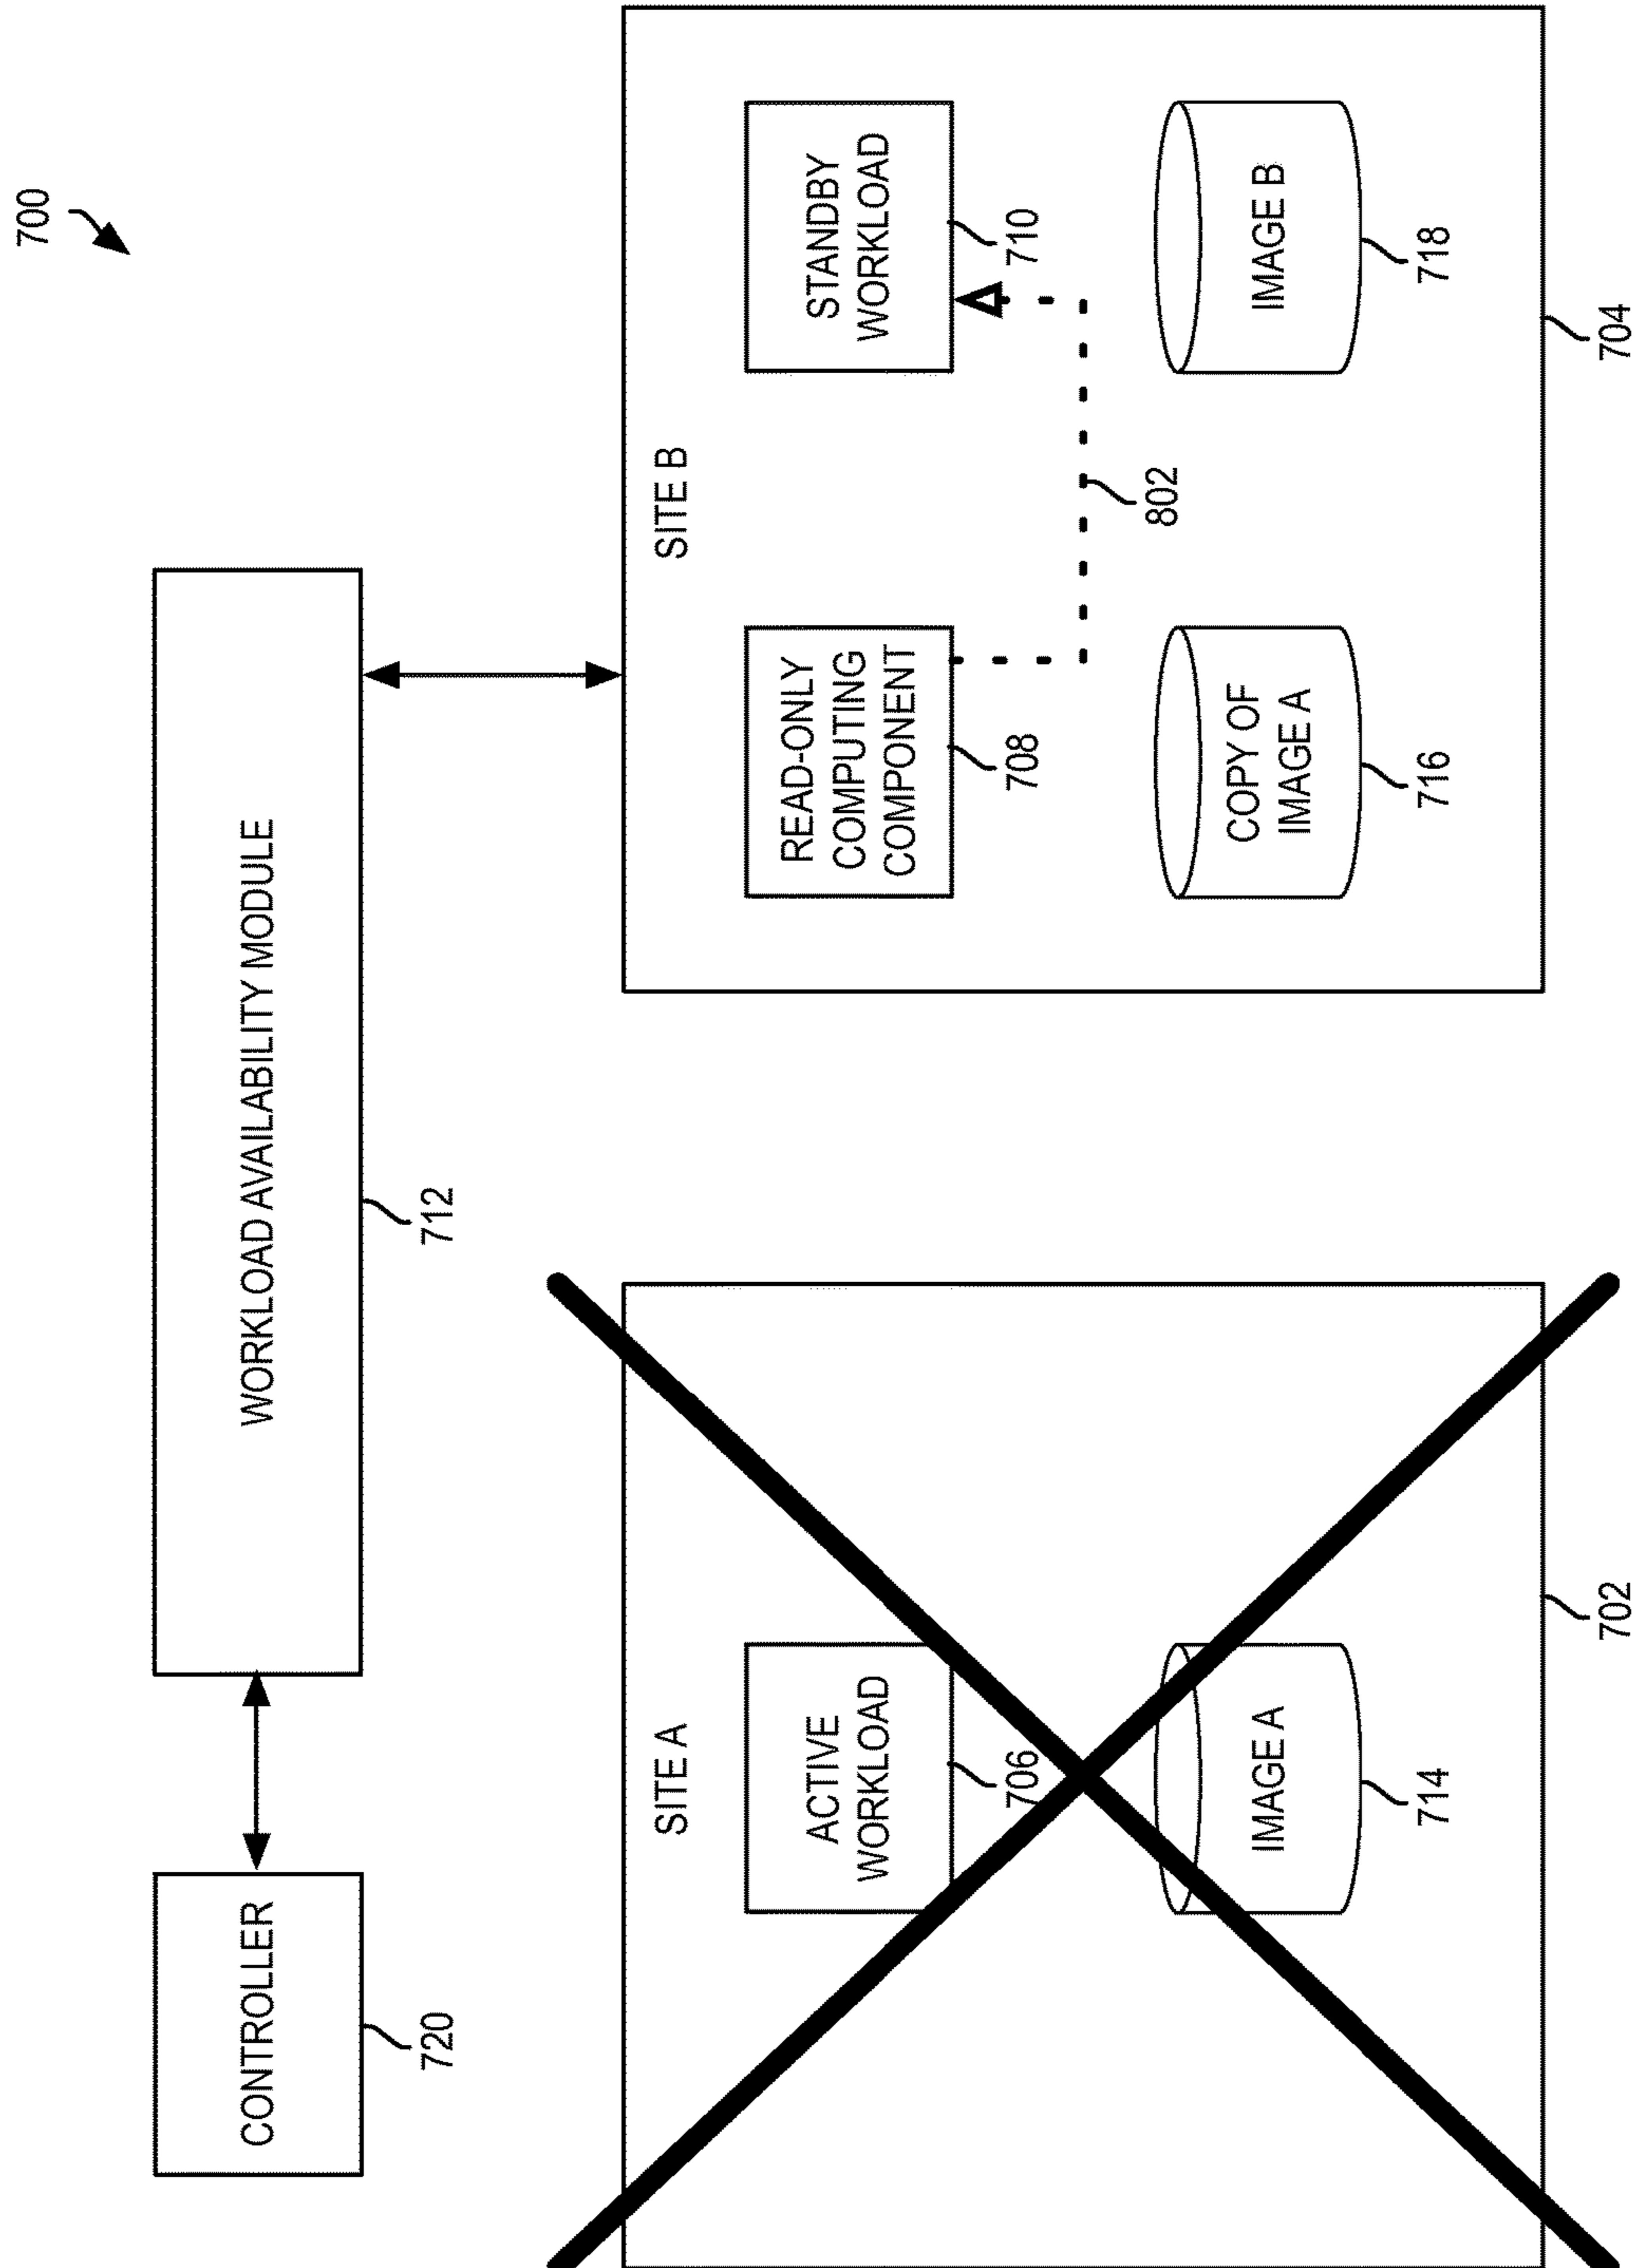 700
CONTROLLER
720
WORKLOAD AVAILABILITY MODULE
712
SITE A
ACTIVE
WORKLOAD
706
IMAGE A
714
702
SITE B
READ-ONLY
COMPUTING
COMPONENT
708
STANDBY
WORKLOAD
710
802
COPY OF
IMAGE A
716
IMAGE B
718
704